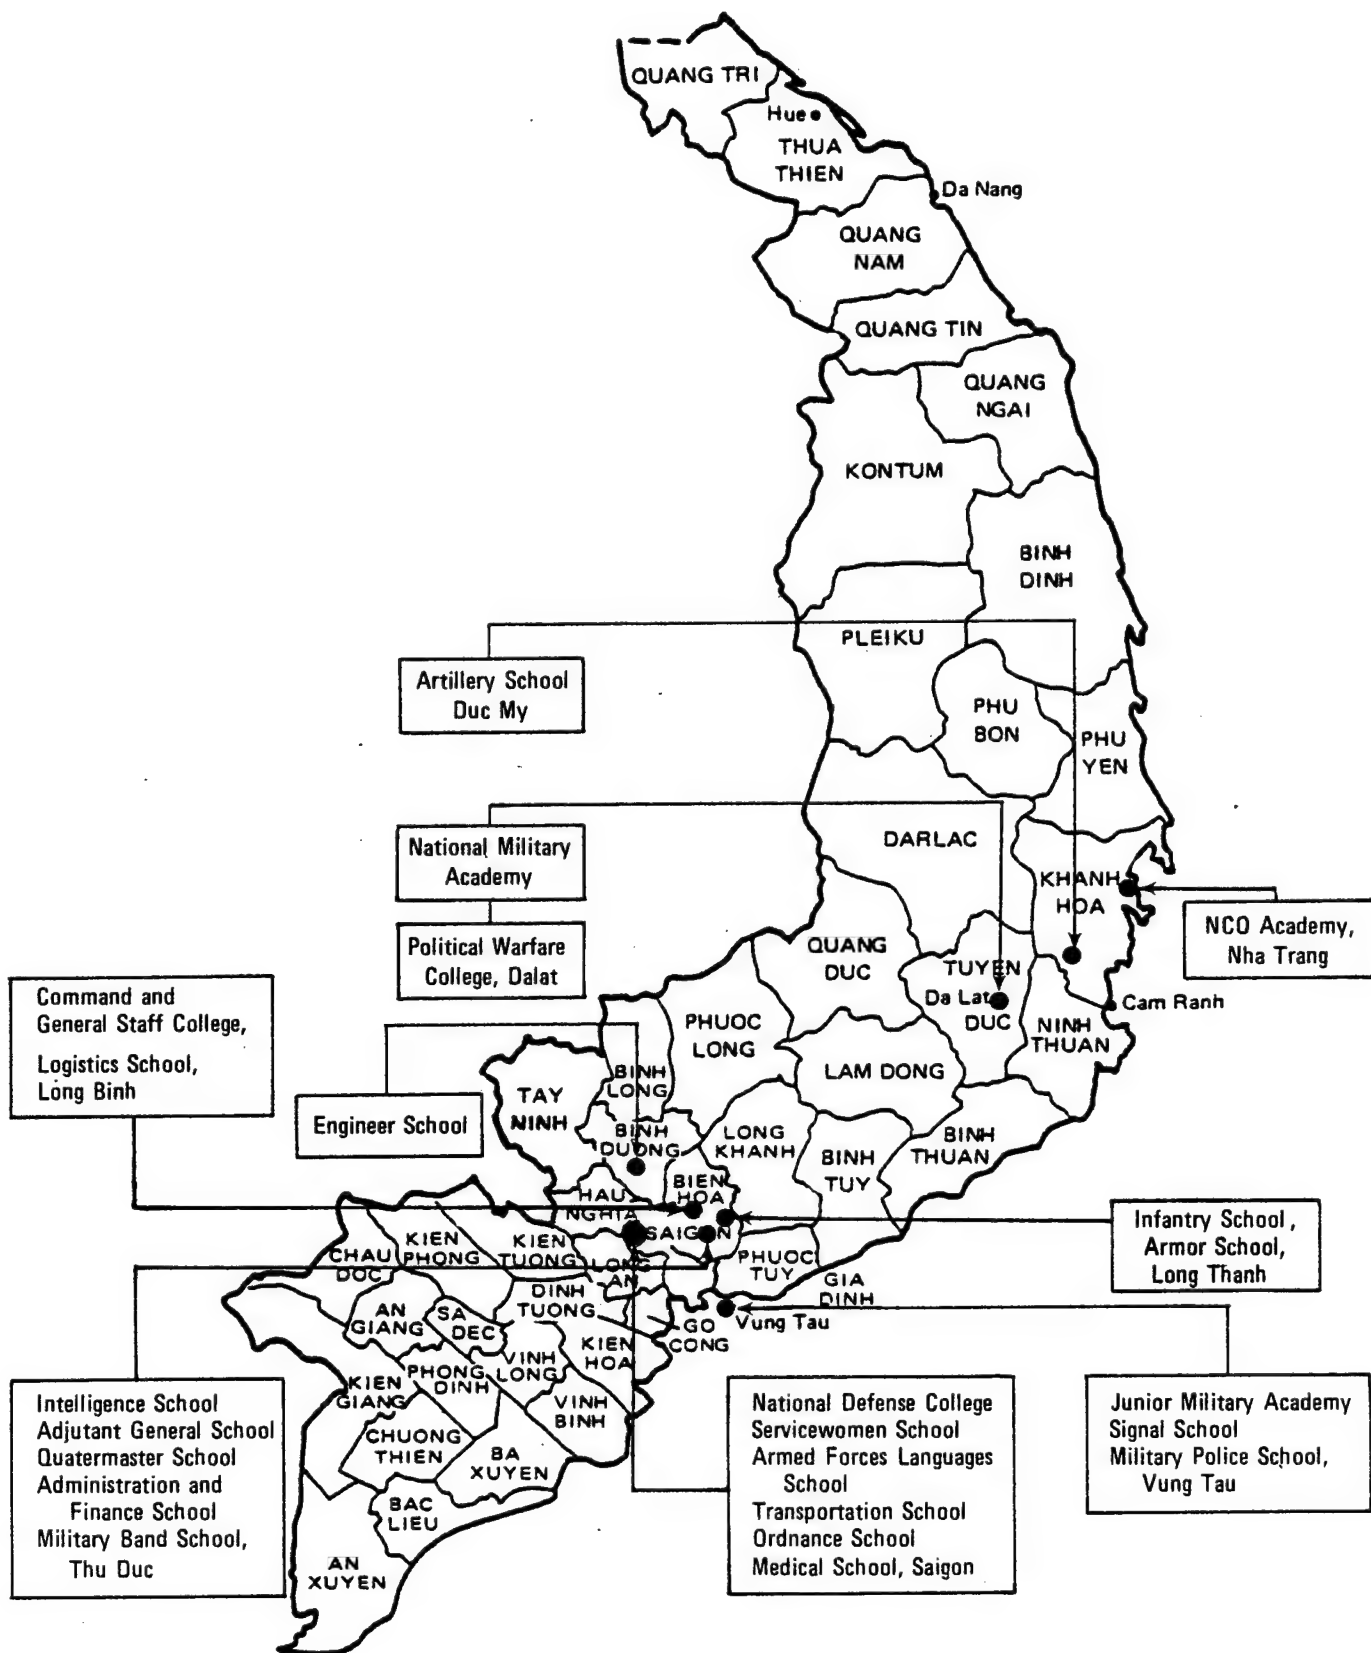 QUANG TRI
Hue
THUA
THIEN
Da Nang
QUANG
NAM
QUANG TIN
QUANG
NGAI
KONTUM
BINH
DINH
PLEIKU
Artillery School
Duc My
PHU
BON
PHU
YEN
National Military
Academy
DARLAC
KHANH
HOA
NCO Academy,
Nha Trang
Political Warfare
College, Dalat
QUANG
DUC
TUYEN
Da Lat
DUC
Cam Ranh
NINH
THUAN
Command and
General Staff College,
Logistics School,
Long Binh
PHUOC
LONG
LAM DONG
BINH
LONG
TAY
NINH
Engineer School
BINH
DUONG
LONG
KHANH
BINH
TUY
BINH
THUAN
BIEN
HOA
HAU
NGHIA
SAIGON
Infantry School,
Armor School,
Long Thanh
KIEN
PHONG
KIEN
TUONG
CHAU
DOC
LONG
AN
PHUOC
TUY
GIA
DINH
DINH
TUONG
AN
GIANG
SA
DEC
GO
CONG
Vung Tau
KIEN
HOA
VINH
LONG
PHONG
DINH
KIEN
GIANG
VINH
BINH
CHUONG
THIEN
BA
XUYEN
BAC
LIEU
AN
XUYEN
Intelligence School
Adjutant General School
Quatermaster School
Administration and
Finance School
Military Band School,
Thu Duc
National Defense College
Servicewomen School
Armed Forces Languages
School
Transportation School
Ordnance School
Medical School, Saigon
Junior Military Academy
Signal School
Military Police School,
Vung Tau